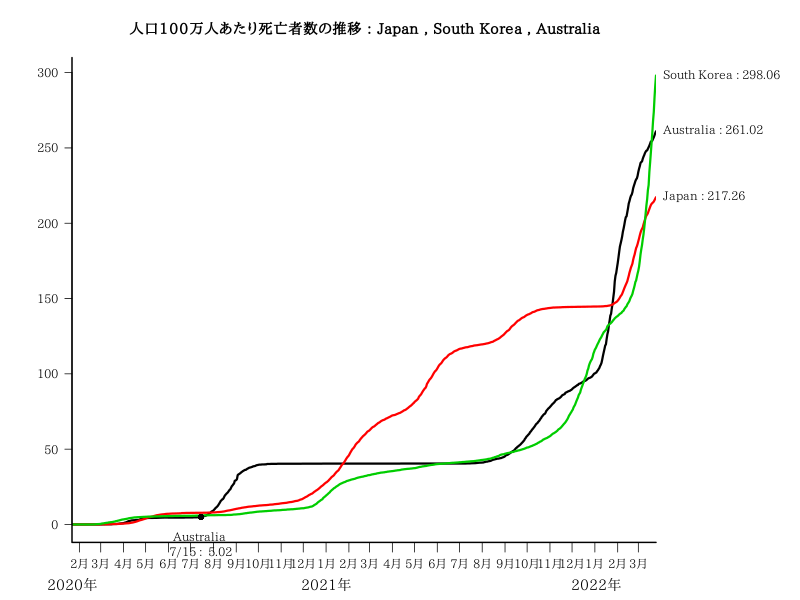 人口100万人あたり死亡者数の推移 : Japan , South Korea , Australia
300
250
200
150
100
50
0
South Korea : 298.06
Australia : 261.02
Japan : 217.26
Australia
7/15 : 5.02
2月 3月 4月 5月 6月 7月 8月 9月 10月 11月 12月 1月 2月 3月 4月 5月 6月 7月 8月 9月 10月 11月 12月 1月 2月 3月
2020年 2021年 2022年